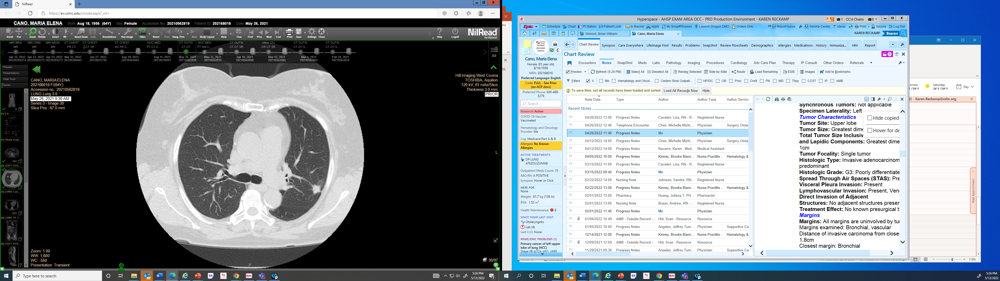 NilRead
https://ev.csmc.edu/invoke.aspx?_nil=
CANO, MARIA ELENA Born Aug 18, 1956 (64Y) Sex Female Accession No. 20210562819 Patient ID 202168018 Date May 26, 2021
Scroll Pan Zoom Rotate Invert WI Smart Zoom Link Annotations Key Image Titles Reset Prev. Hang.Prot. Next Study Layout View Cine First Prev. Next Last Print Save Settings Close Help Logoff
NilRead
by Hyland
MRI BRAI MRI ORBI MRI NECK CT CHEST CT CHEST CT CHEST NUC MED CT OUTSI NUC MED CT OUTSI XRAY OU CT OUTSI CT OUTSI
MR MR MR PR CT CT SR KO PR C... PT CT O... CT OT PT NM C... CT OT SR CR OT SR CT OT S... CT OT S...
1 2 3 4 5 6 7 8 9 10 11 12 13
Apr 23, 2022 Apr 23, 2022 Apr 23, 2022 Mar 31, 2022 Jan 27, 2022 Aug 19, 2021 Aug 11, 2021 May 26, 2021 May 11, 2021 Apr 16, 2021 Mar 15, 2021 Mar 5, 2021 Feb 24, 2021
20220283274 20220283273 20220283272 20220209463 20220011782 20210561603 20210519501 20210562819 20210562815 20210562808 20210562805 20210562803 20210562824
All
Presets
Presentations
View Tools
Series
2
[1] 2.0
1
[1] Study acqu...
151
[2] SOFT TISS...
[3] LUNG Lun...
277
[4] LUNG ST 1...
[6] SOFT TISS...
CANO, MARIA ELENA
202168018 F/(64Y)
Accession no.: 20210562819
LUNG Lung 3.0
May 26, 2021 9:36 AM
Series 3 - Image 30
Slice Pos.: 87.0 mm
Hill Imaging West Covina
TOSHIBA, Aquilion
120 kV, 61 mAs/Slice
Thickness 3.0 mm
PRIOR
L
P
Zoom: 1.00
WW: 1,600
WC: -550
Presentation: Transient
30/97
8
Type here to search
5:26 PM
5/12/2022
Hyperspace - AHSP EXAM AREA OCC - PRD Production Environment - KAREN RECKAMP
2 1 : CC'd Charts 0
Epic Schedule Chart Pt Station Patient Lists In Basket Appts My SmartPhrases Launch Dragon DMO Orders Only Report Issue Service Center Ideas Print Secure Log Out
Winnick, Brian William Cano, Maria Elena KAREN RECKAMP Beacon
PATIENT
DECLINES
PHOTO
Cano, Maria Elena
Female, 65 year old,
8/18/1956
MRN: 202168018
Preferred Language: English
Code: FULL - See Prior
(no ACP docs)
Preferred Phone: 626-488-
3279
Search
Research: Active
COVID-19 Vaccine:
Vaccinated
Hematology and Oncology
Provider: Me
Cvg: Medicare/Part A & B
Allergies: No Known
Allergies
ACTIVE TREATMENTS
OP LUNG
ATEZOLIZUMAB
Outpatient Meds Count: 15
ABO/Rh: A POSITIVE
Synopsis: Hover or Click
HERE FOR
None
Weight: 61.7 kg (136 lb)
BSA: 1.52 m²
Health Maintenance: 8
SINCE YOUR LAST VISIT
Otolaryngolo
Lab (4)
Last CrCl: None
HEME/ONC PROBLEMS (1)
Primary cancer of left upper
lobe of lung (HCC)
Stage IIB (pT2a, pN1, cM0)
Chart Review Synopsis Care Everywhere LifeImage Find Results Problems SnapShot Review Flowsheets Demographics Allergies Medications History Immuniza... HM Report
Chart Review
3+
Encounters Notes SnapShot Meds Labs Pathology Imaging Procedures Cardiology Adv Care Plan Therapy IP Consult Other Orders Referrals
Preview Refresh (5:24 PM) Select All Deselect All Review Selected Side-by-Side Route Load Remaining EDIE Images Add to Bookmarks
Filters X Me Hematology and Oncol... Cedars-Sinai Outpati... HP/DC OR Proc Cnslt PN MD Thpy CCST IP AMB
To save time, not all records have been loaded and sorted. Load All Records Now Hide
Note Date Type Author Author Type Author Service
Recent Notes
04/26/2022 13:00 Progress Notes Cavaleri, Liza, RN - R... Registered Nurse
04/26/2022 12:46 Telephone Encounter Chen, Michelle Mizhi,... Physician Surgery Otola
04/26/2022 11:40 Progress Notes Me Physician
04/12/2022 14:00 Progress Notes Chen, Michelle Mizhi,... Physician Surgery Otola
04/12/2022 14:00 Progress Notes Navarro, Karen - Med... Medical Assistant
04/05/2022 10:00 Progress Notes Kinney, Brooke Bianc... Nurse Practitio... Hematology &
03/15/2022 11:00 Progress Notes Cavaleri, Liza, RN - R... Registered Nurse
03/15/2022 09:40 Progress Notes Me Physician
02/22/2022 14:00 Nursing Note Johnson, Sandra, RN... Registered Nurse
02/22/2022 13:00 Progress Notes Kinney, Brooke Bianc... Nurse Practitio... Hematology &
02/01/2022 13:00 Pharmacy Huang, Juliana T, PH... Pharmacist
02/01/2022 13:00 Nursing Note Braun, Andrew, RN -... Registered Nurse
02/01/2022 11:40 Progress Notes Me Physician
01/06/2022 10:49 AMB - Outside Record -... Hid, Scan - Resource Resource
01/05/2022 10:00 Progress Notes Angeles, Jeffrey Tum... Physician Supportive Ca
12/14/2021 12:00 Progress Notes Kinney, Brooke Bianc... Nurse Practitio... Hematology &
12/09/2021 12:09 AMB - Outside Record -... Hid, Scan - Resource Resource
11/29/2021 09:30 Progress Notes Angeles, Jeffrey Tum... Physician Supportive Ca
Synchronous Tumors: Not applicable
Specimen Laterality: Left
Tumor Characteristics
Tumor Site: Upper lobe
Tumor Size: Greatest dime
Total Tumor Size Inclusiv
and Lepidic Components: Greatest dime
1cm
Tumor Focality: Single tumor
Histologic Type: Invasive adenocarcinom
predominant
Histologic Grade: G3: Poorly differentiate
Spread Through Air Spaces (STAS): Pre
Visceral Pleura Invasion: Present
Lymphovascular Invasion: Present, Ven
Direct Invasion of Adjacent
Structures: No adjacent structures presen
Treatment Effect: No known presurgical t
Margins
Margins: All margins are uninvolved by tu
Margins examined: Bronchial, vascular
Distance of invasive carcinoma from close
1.8cm
Closest margin: Bronchial
Hide copied
Hover for de
orrow
F / 59° F
Saturday
76° F / 59° F
Day
2) - Karen.Reckamp@cshs.org
Next Appointment
110%
5:26 PM
5/12/2022